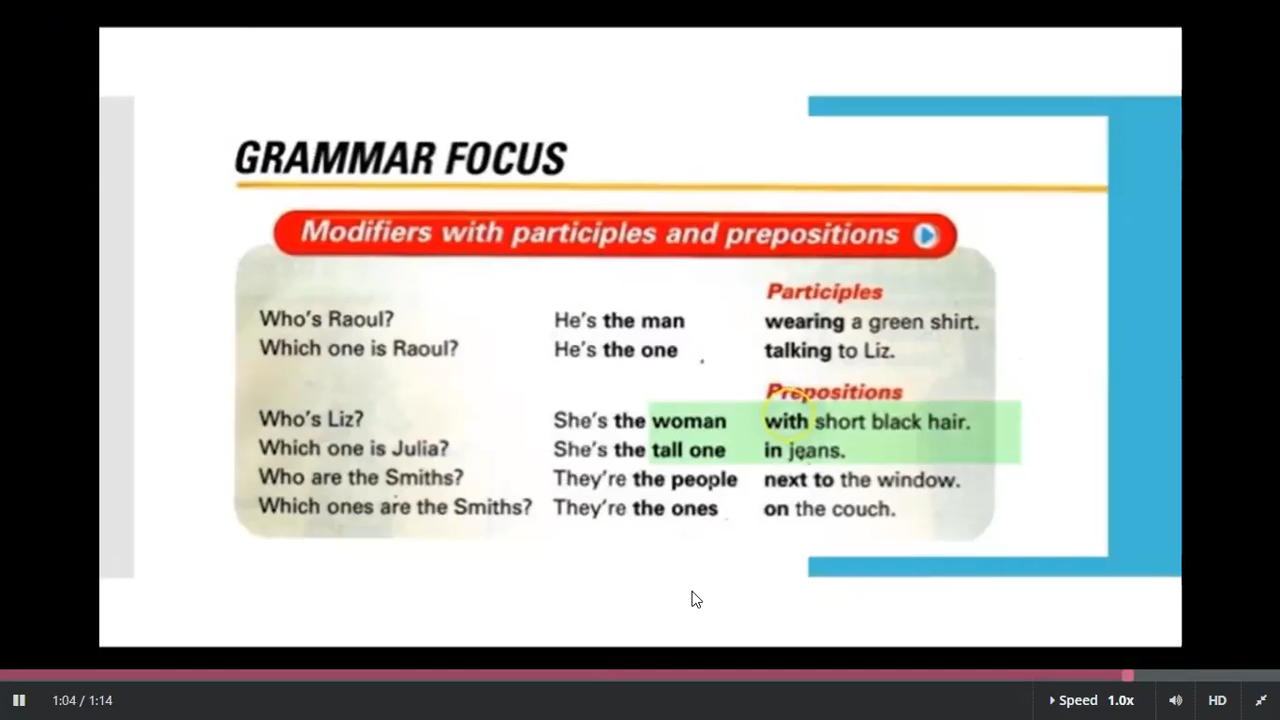 GRAMMAR FOCUS
Modifiers with participles and prepositions
Participles
Who's Raoul? He's the man wearing a green shirt.
Which one is Raoul? He's the one talking to Liz.
Prepositions
Who's Liz? She's the woman with short black hair.
Which one is Julia? She's the tall one in jeans.
Who are the Smiths? They're the people next to the window.
Which ones are the Smiths? They're the ones on the couch.
1:04 / 1:14 Speed 1.0x HD